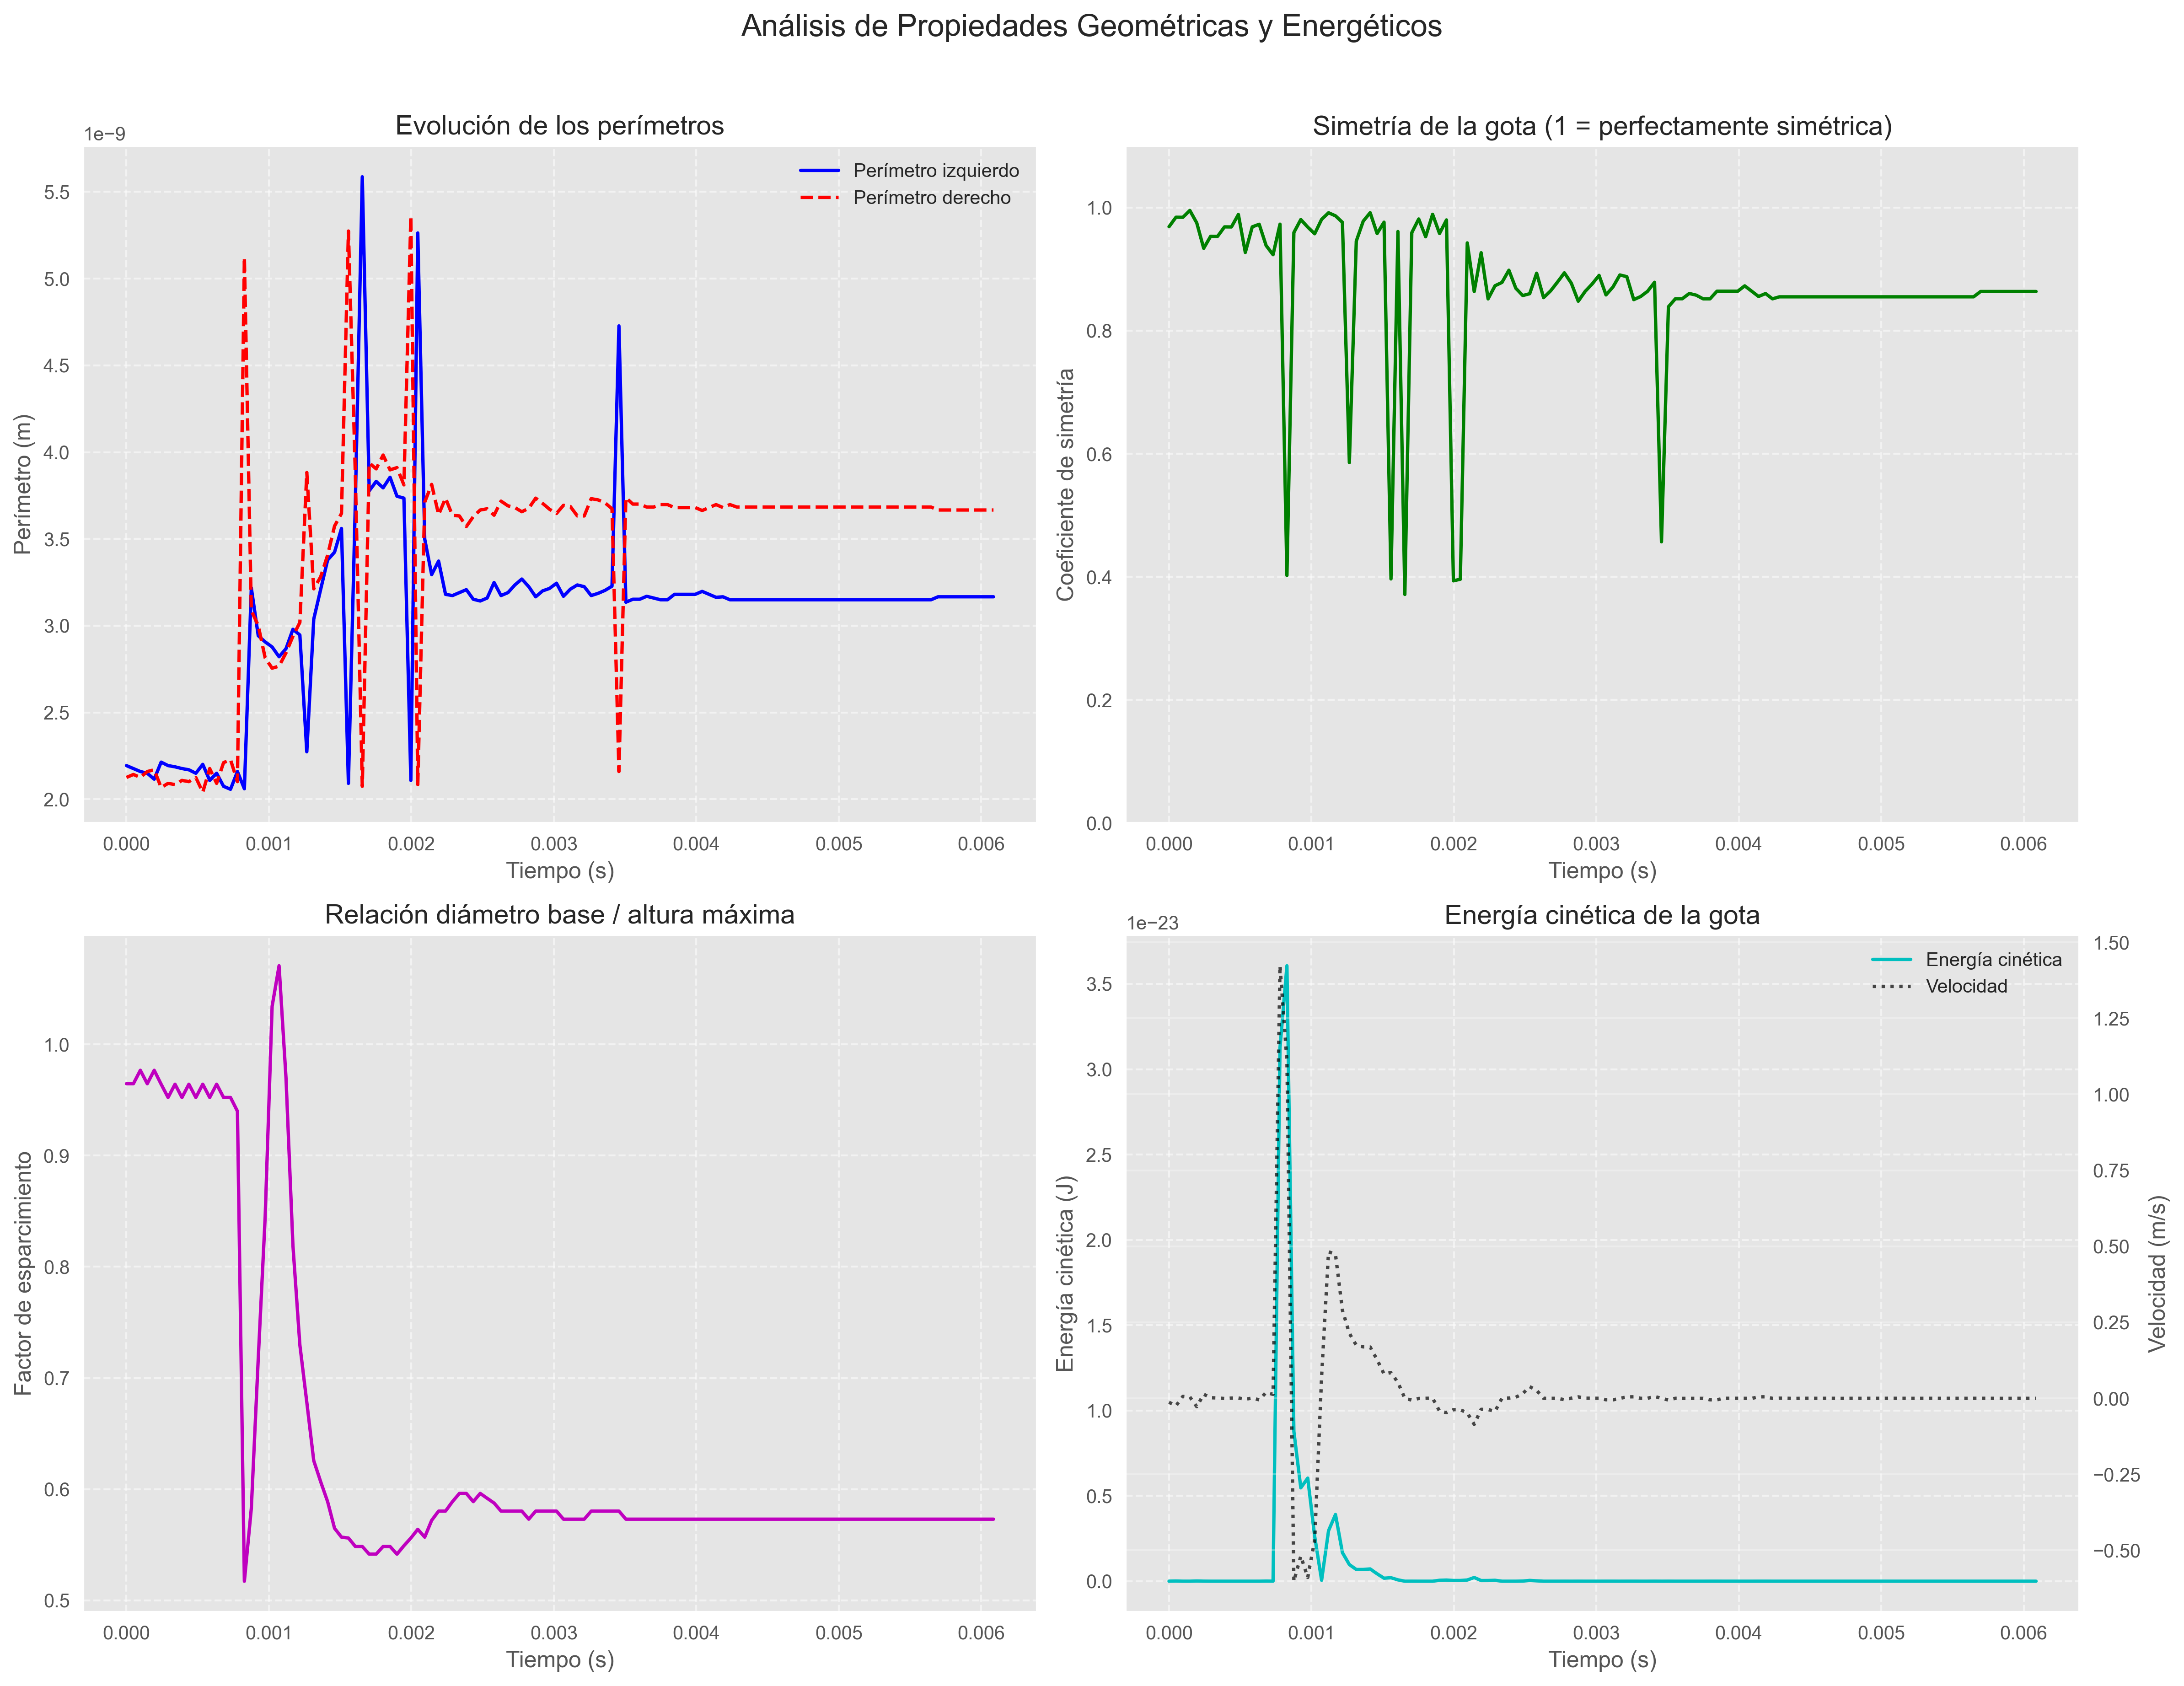 Análisis de Propiedades Geométricas y Energéticos
Evolución de los perímetros
1e−9
Perímetro izquierdo
Perímetro derecho
5.5
5.0
4.5
4.0
3.5
3.0
2.5
2.0
Perímetro (m)
0.000 0.001 0.002 0.003 0.004 0.005 0.006
Tiempo (s)
Simetría de la gota (1 = perfectamente simétrica)
1.0
0.8
0.6
0.4
0.2
0.0
Coeficiente de simetría
0.000 0.001 0.002 0.003 0.004 0.005 0.006
Tiempo (s)
Relación diámetro base / altura máxima
1.0
0.9
0.8
0.7
0.6
0.5
Factor de esparcimiento
0.000 0.001 0.002 0.003 0.004 0.005 0.006
Tiempo (s)
Energía cinética de la gota
1e−23
Energía cinética
Velocidad
3.5
3.0
2.5
2.0
1.5
1.0
0.5
0.0
Energía cinética (J)
1.50
1.25
1.00
0.75
0.50
0.25
0.00
−0.25
−0.50
Velocidad (m/s)
0.000 0.001 0.002 0.003 0.004 0.005 0.006
Tiempo (s)